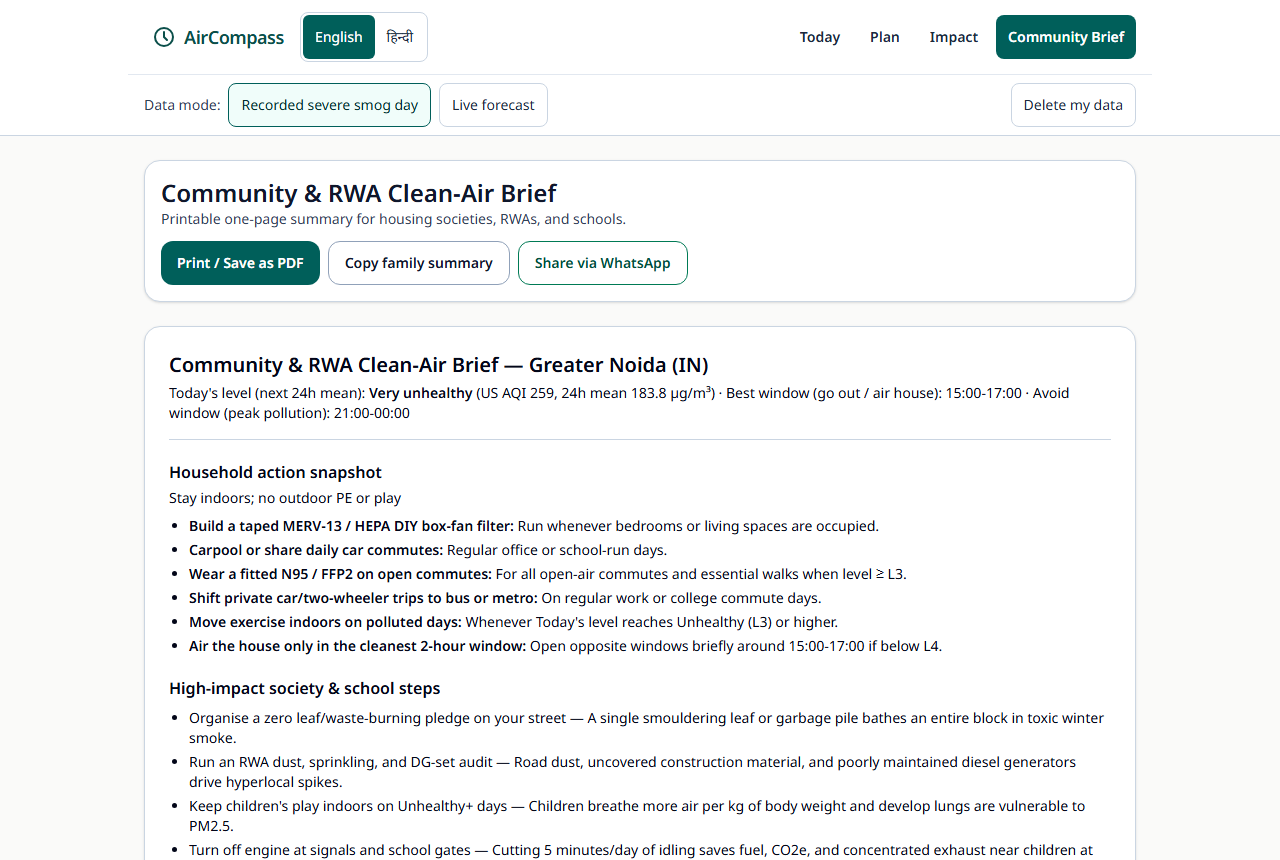 AirCompass English हिन्दी Today Plan Impact Community Brief
Data mode: Recorded severe smog day Live forecast Delete my data
Community & RWA Clean-Air Brief
Printable one-page summary for housing societies, RWAs, and schools.
Print / Save as PDF Copy family summary Share via WhatsApp
Community & RWA Clean-Air Brief — Greater Noida (IN)
Today's level (next 24h mean): Very unhealthy (US AQI 259, 24h mean 183.8 µg/m³) · Best window (go out / air house): 15:00-17:00 · Avoid
window (peak pollution): 21:00-00:00
Household action snapshot
Stay indoors; no outdoor PE or play
• Build a taped MERV-13 / HEPA DIY box-fan filter: Run whenever bedrooms or living spaces are occupied.
• Carpool or share daily car commutes: Regular office or school-run days.
• Wear a fitted N95 / FFP2 on open commutes: For all open-air commutes and essential walks when level ≥ L3.
• Shift private car/two-wheeler trips to bus or metro: On regular work or college commute days.
• Move exercise indoors on polluted days: Whenever Today's level reaches Unhealthy (L3) or higher.
• Air the house only in the cleanest 2-hour window: Open opposite windows briefly around 15:00-17:00 if below L4.
High-impact society & school steps
• Organise a zero leaf/waste-burning pledge on your street — A single smouldering leaf or garbage pile bathes an entire block in toxic winter
smoke.
• Run an RWA dust, sprinkling, and DG-set audit — Road dust, uncovered construction material, and poorly maintained diesel generators
drive hyperlocal spikes.
• Keep children's play indoors on Unhealthy+ days — Children breathe more air per kg of body weight and develop lungs are vulnerable to
PM2.5.
• Turn off engine at signals and school gates — Cutting 5 minutes/day of idling saves fuel, CO2e, and concentrated exhaust near children at